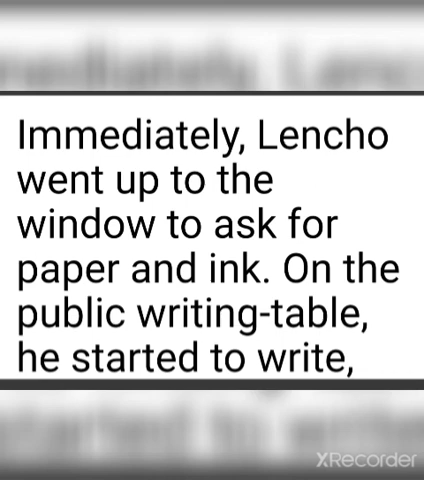 Immediately, Lencho
went up to the
window to ask for
paper and ink. On the
public writing-table,
he started to write,
XRecorder